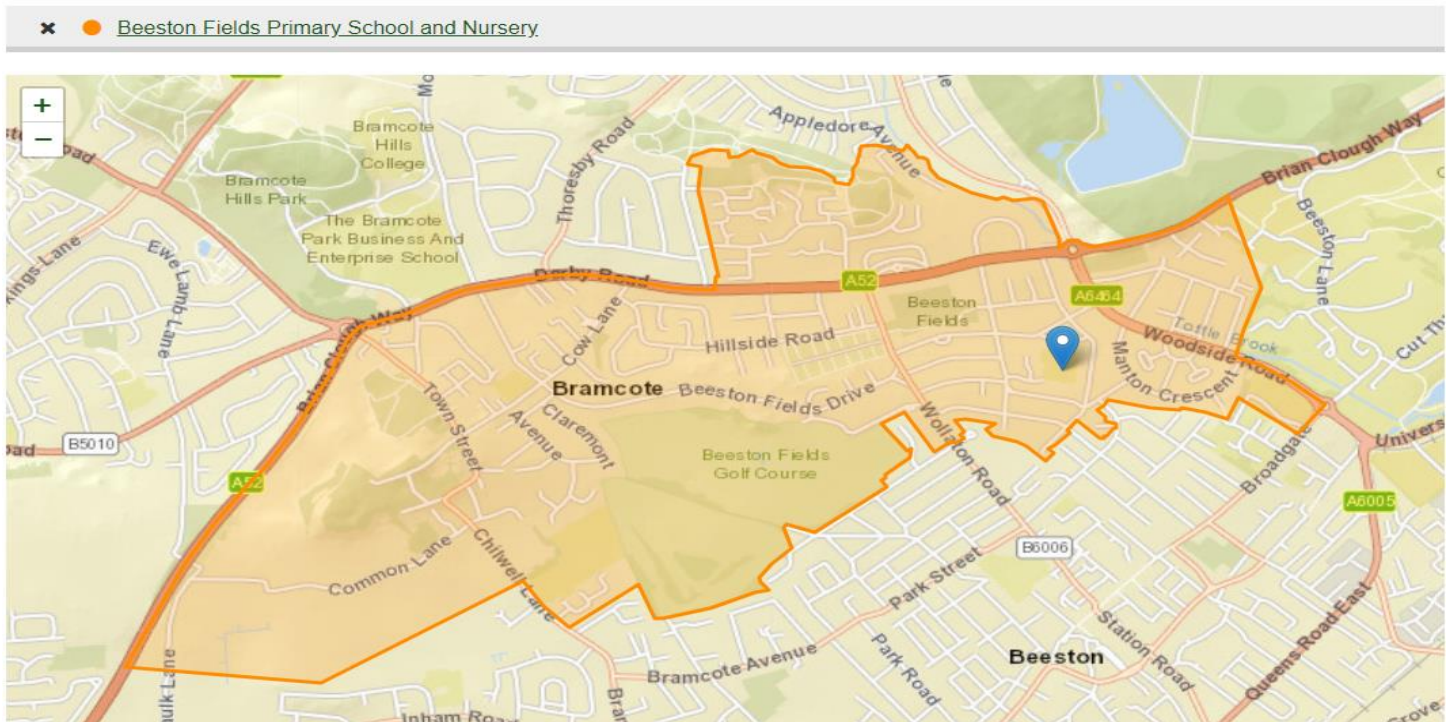 ✖ Beeston Fields Primary School and Nursery
+
−
Appledore Avenue
Bramcote
Hills
College
Thoresby Road
Brian Clough Way
Bramcote
Hills Park
The Bramcote
Park Business And
Enterprise School
Beeston Lane
Ewe Lamb Lane
Derby Road
A52
A6464
Beeston
Fields
Tottle Brook
Woodside Road
Cow Lane
Hillside Road
Brian Clough Way
Manton Crescent
Bramcote
Beeston Fields Drive
Town Street
Claremont
Avenue
Wollaton Road
B5010
Beeston Fields
Golf Course
Broadgate
A52
A6005
Common Lane
Chilwell Lane
B6006
Park Street
Station Road
Queens Road East
Bramcote Avenue
Park Road
Beeston